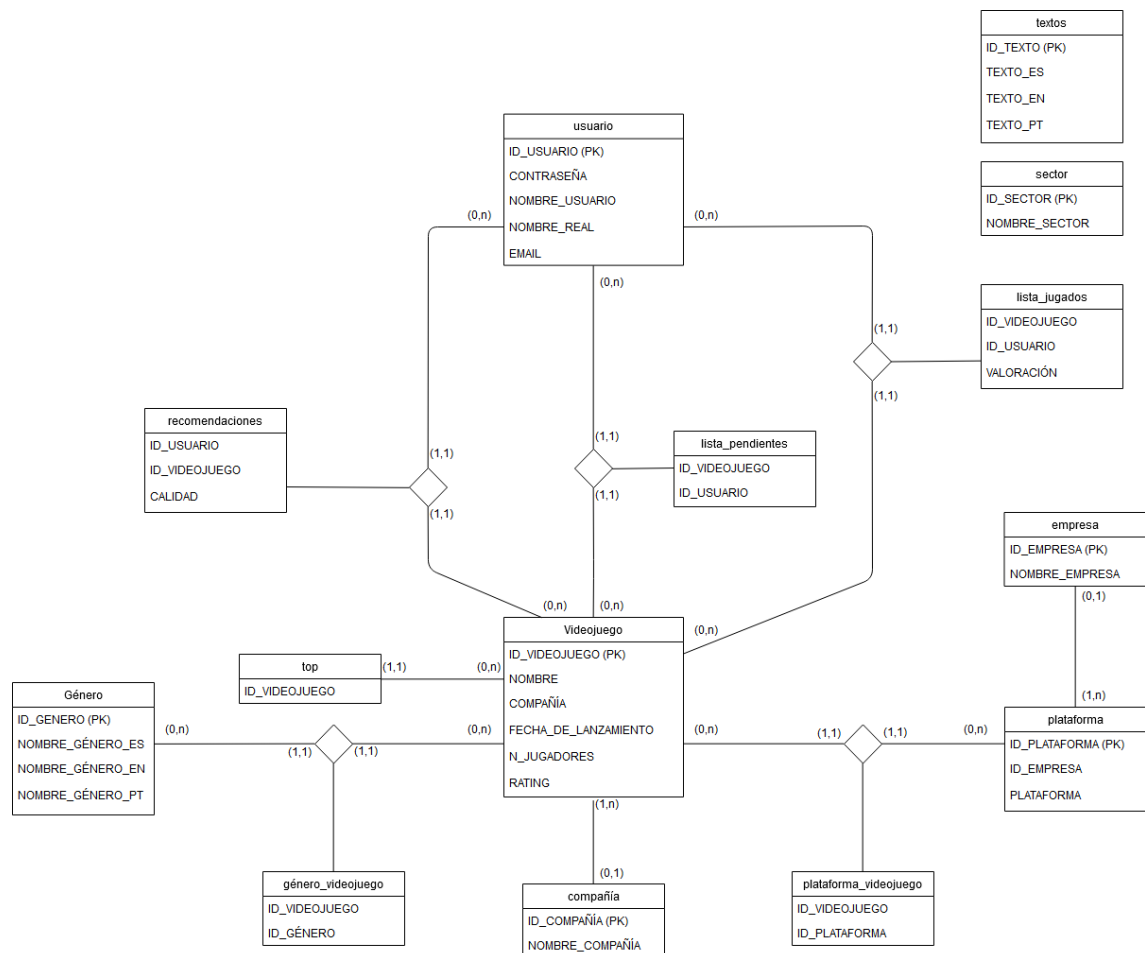 textos
ID_TEXTO (PK)
TEXTO_ES
TEXTO_EN
TEXTO_PT
usuario
ID_USUARIO (PK)
CONTRASEÑA
NOMBRE_USUARIO
NOMBRE_REAL
EMAIL
sector
ID_SECTOR (PK)
NOMBRE_SECTOR
(0,n)
(0,n)
(0,n)
lista_jugados
ID_VIDEOJUEGO
ID_USUARIO
VALORACIÓN
(1,1)
(1,1)
recomendaciones
ID_USUARIO
ID_VIDEOJUEGO
CALIDAD
(1,1)
(1,1)
(1,1)
(1,1)
lista_pendientes
ID_VIDEOJUEGO
ID_USUARIO
empresa
ID_EMPRESA (PK)
NOMBRE_EMPRESA
(0,1)
(0,n)
(0,n)
(0,n)
Videojuego
ID_VIDEOJUEGO (PK)
NOMBRE
COMPAÑÍA
FECHA_DE_LANZAMIENTO
N_JUGADORES
RATING
top
ID_VIDEOJUEGO
(1,1)
(0,n)
Género
ID_GENERO (PK)
NOMBRE_GÉNERO_ES
NOMBRE_GÉNERO_EN
NOMBRE_GÉNERO_PT
(0,n)
(1,1)
(1,1)
(0,n)
(0,n)
(1,1)
(1,1)
(0,n)
(1,n)
plataforma
ID_PLATAFORMA (PK)
ID_EMPRESA
PLATAFORMA
(1,n)
(0,1)
género_videojuego
ID_VIDEOJUEGO
ID_GÉNERO
compañía
ID_COMPAÑÍA (PK)
NOMBRE_COMPAÑÍA
plataforma_videojuego
ID_VIDEOJUEGO
ID_PLATAFORMA